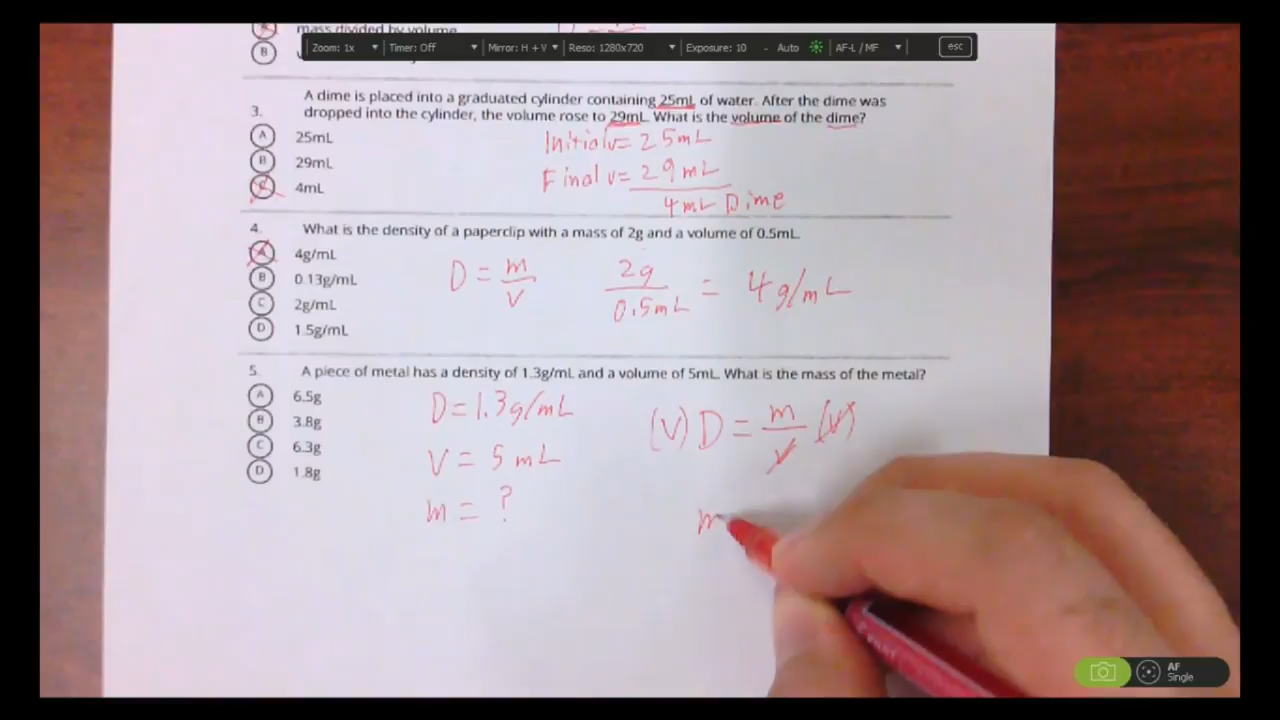 mass divided by volume
B
Zoom: 1x Timer: Off Mirror: H + V Reso: 1280x720 Exposure: 10 - Auto AF-L / MF esc
A dime is placed into a graduated cylinder containing 25mL of water. After the dime was
3. dropped into the cylinder, the volume rose to 29mL. What is the volume of the dime?
A 25mL
B 29mL
C 4mL
Initial v = 25mL
Final v = 29mL
4mL Dime
4. What is the density of a paperclip with a mass of 2g and a volume of 0.5mL.
A 4g/mL
B 0.13g/mL
C 2g/mL
D 1.5g/mL
D = m/v 2g/0.5mL = 4g/mL
5. A piece of metal has a density of 1.3g/mL and a volume of 5mL. What is the mass of the metal?
A 6.5g
B 3.8g
C 6.3g
D 1.8g
D = 1.3g/mL
V = 5mL
m = ?
(V) D = m/v (v)
m
AF
Single